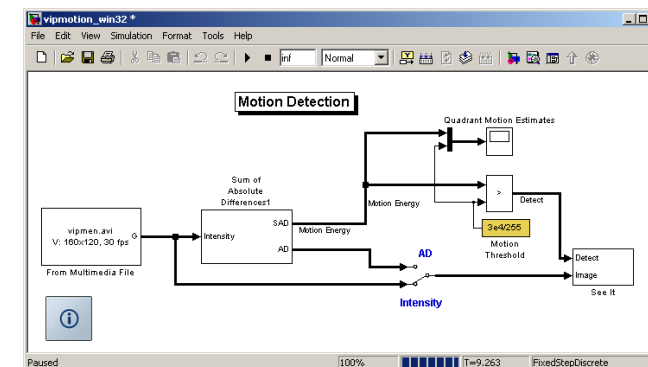 vipmotion_win32 *
File Edit View Simulation Format Tools Help
inf Normal
Motion Detection
Quadrant Motion Estimates
Sum of
Absolute
Differences1
vipmen.avi
V: 160x120, 30 fps
G
From Multimedia File
Intensity
SAD
AD
Motion Energy
Motion Energy
>
Detect
3e4/255
Motion
Threshold
AD
Intensity
Detect
Image
See It
Paused 100% T=9.263 FixedStepDiscrete